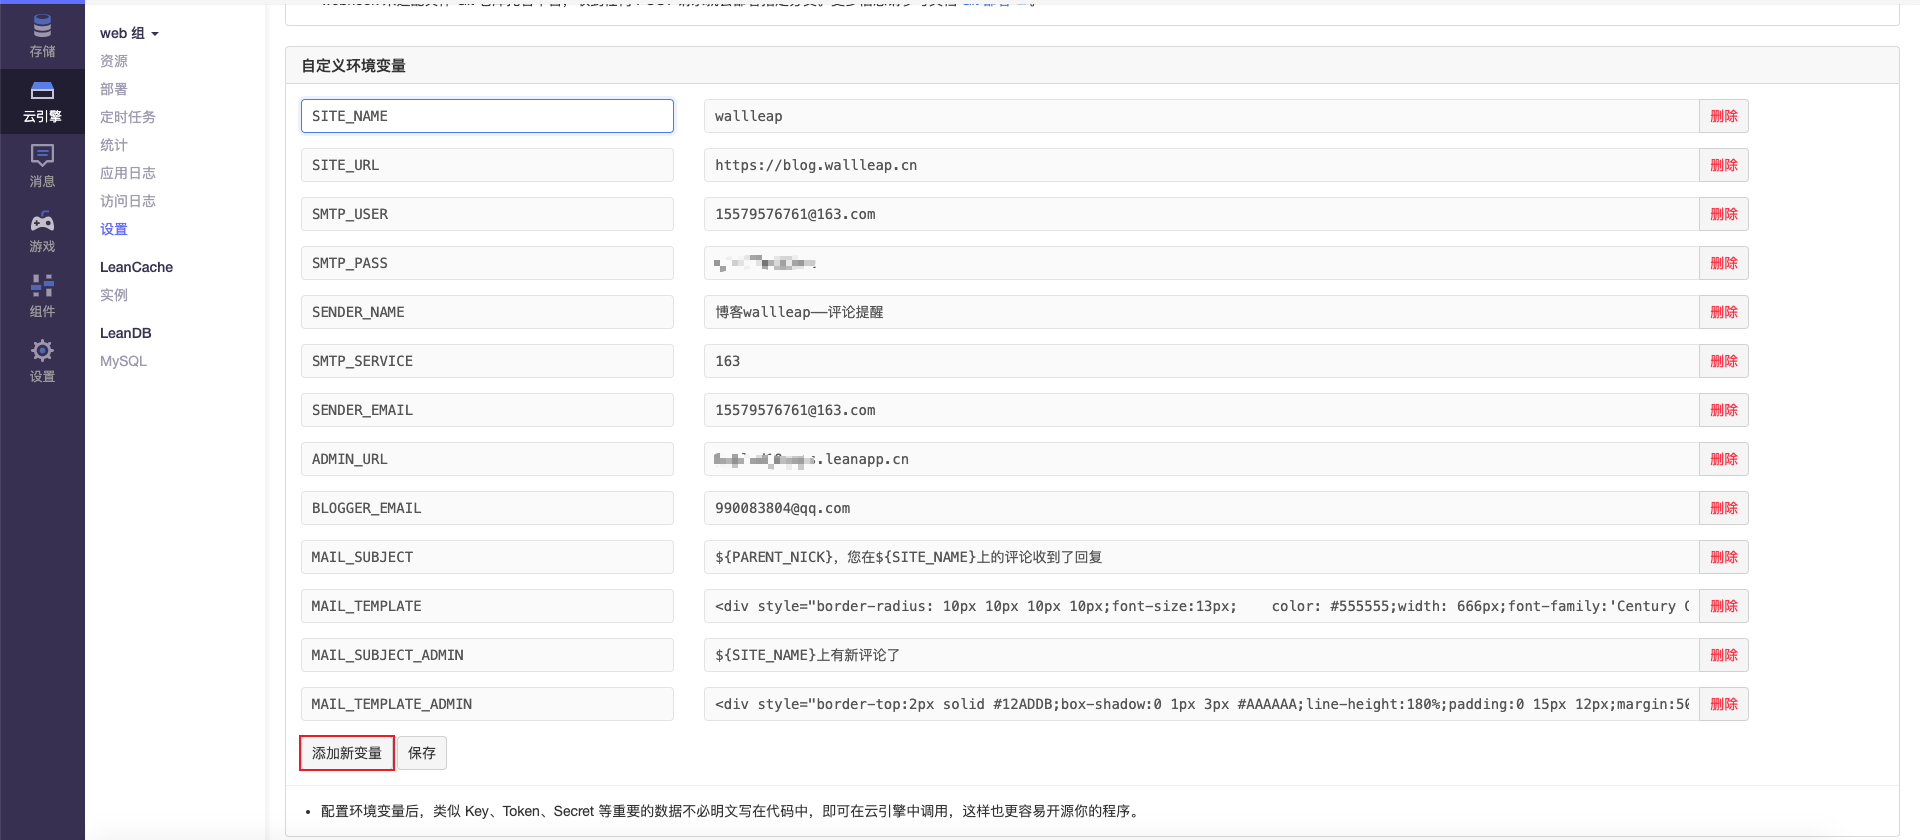 存储
云引擎
消息
游戏
组件
设置
web 组
资源
部署
定时任务
统计
应用日志
访问日志
设置
LeanCache
实例
LeanDB
MySQL
自定义环境变量
SITE_NAME wallleap 删除
SITE_URL https://blog.wallleap.cn 删除
SMTP_USER 15579576761@163.com 删除
SMTP_PASS 删除
SENDER_NAME 博客wallleap——评论提醒 删除
SMTP_SERVICE 163 删除
SENDER_EMAIL 15579576761@163.com 删除
ADMIN_URL .leanapp.cn 删除
BLOGGER_EMAIL 990083804@qq.com 删除
MAIL_SUBJECT ${PARENT_NICK}，您在${SITE_NAME}上的评论收到了回复 删除
MAIL_TEMPLATE <div style="border-radius: 10px 10px 10px 10px;font-size:13px;    color: #555555;width: 666px;font-family:'Century 删除
MAIL_SUBJECT_ADMIN ${SITE_NAME}上有新评论了 删除
MAIL_TEMPLATE_ADMIN <div style="border-top:2px solid #12ADDB;box-shadow:0 1px 3px #AAAAAA;line-height:180%;padding:0 15px 12px;margin:50 删除
添加新变量 保存
• 配置环境变量后，类似 Key、Token、Secret 等重要的数据不必明文写在代码中，即可在云引擎中调用，这样也更容易开源你的程序。